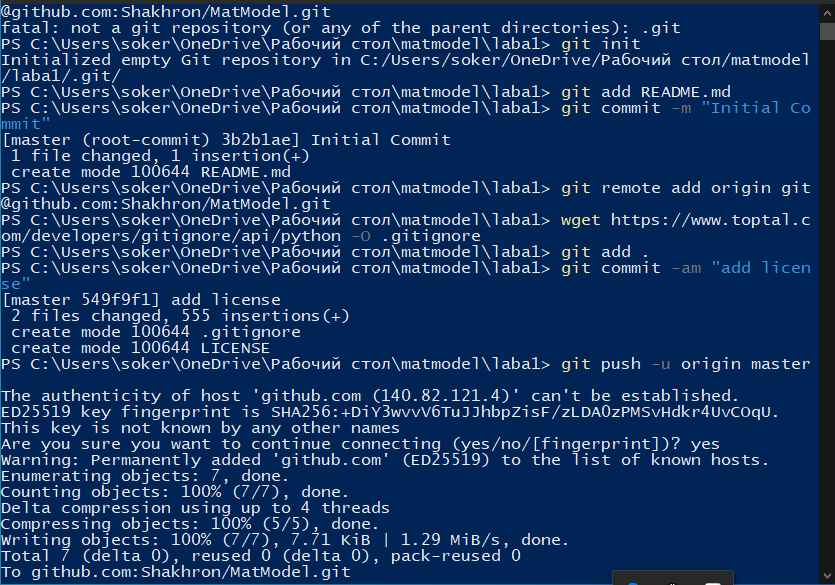 @github.com:Shakhron/MatModel.git
fatal: not a git repository (or any of the parent directories): .git
PS C:\Users\soker\OneDrive\Рабочий стол\matmodel\laba1> git init
Initialized empty Git repository in C:/Users/soker/OneDrive/Рабочий стол/matmodel
/laba1/.git/
PS C:\Users\soker\OneDrive\Рабочий стол\matmodel\laba1> git add README.md
PS C:\Users\soker\OneDrive\Рабочий стол\matmodel\laba1> git commit -m "Initial Co
mmit"
[master (root-commit) 3b2b1ae] Initial Commit
 1 file changed, 1 insertion(+)
 create mode 100644 README.md
PS C:\Users\soker\OneDrive\Рабочий стол\matmodel\laba1> git remote add origin git
@github.com:Shakhron/MatModel.git
PS C:\Users\soker\OneDrive\Рабочий стол\matmodel\laba1> wget https://www.toptal.c
om/developers/gitignore/api/python -O .gitignore
PS C:\Users\soker\OneDrive\Рабочий стол\matmodel\laba1> git add .
PS C:\Users\soker\OneDrive\Рабочий стол\matmodel\laba1> git commit -am "add licen
se"
[master 549f9f1] add license
 2 files changed, 555 insertions(+)
 create mode 100644 .gitignore
 create mode 100644 LICENSE
PS C:\Users\soker\OneDrive\Рабочий стол\matmodel\laba1> git push -u origin master
The authenticity of host 'github.com (140.82.121.4)' can't be established.
ED25519 key fingerprint is SHA256:+DiY3wvvV6TuJJhbpZisF/zLDA0zPMSvHdkr4UvCOqU.
This key is not known by any other names
Are you sure you want to continue connecting (yes/no/[fingerprint])? yes
Warning: Permanently added 'github.com' (ED25519) to the list of known hosts.
Enumerating objects: 7, done.
Counting objects: 100% (7/7), done.
Delta compression using up to 4 threads
Compressing objects: 100% (5/5), done.
Writing objects: 100% (7/7), 7.71 KiB | 1.29 MiB/s, done.
Total 7 (delta 0), reused 0 (delta 0), pack-reused 0
To github.com:Shakhron/MatModel.git